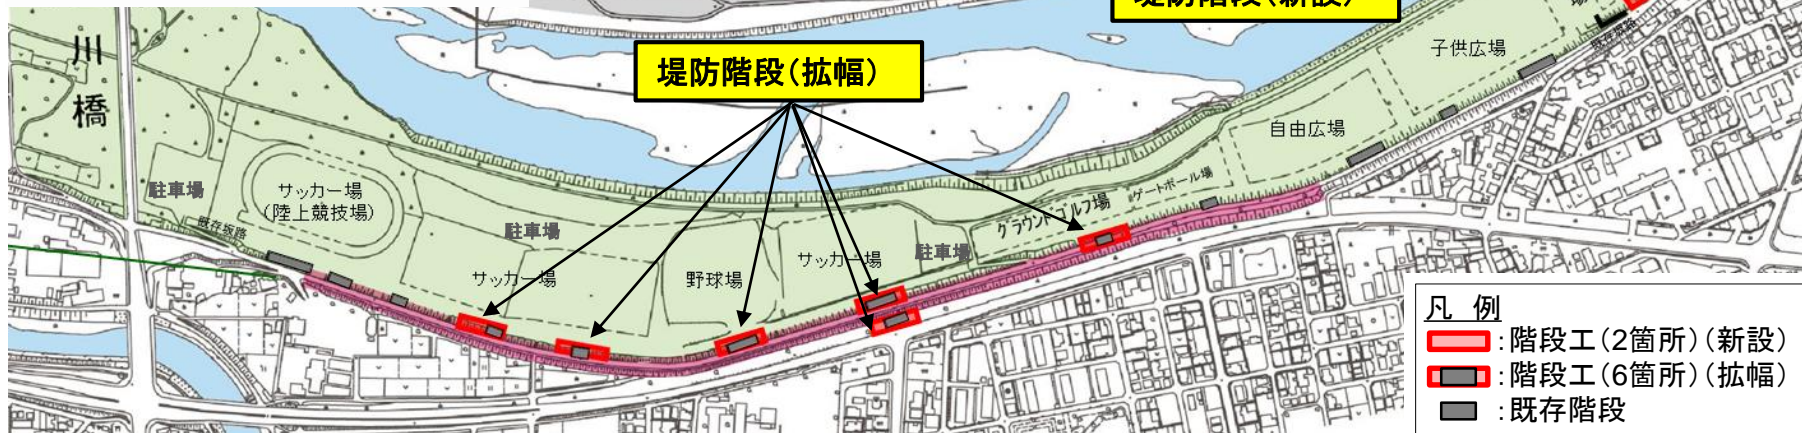 堤防階段(新設)
場
既存坂路
川
橋
堤防階段(拡幅)
子供広場
自由広場
駐車場
サッカー場
(陸上競技場)
既存坂路
駐車場
サッカー場
野球場
サッカー場
駐車場
グラウンドゴルフ場
ゲートボール場
凡 例
:階段工(2箇所)(新設)
:階段工(6箇所)(拡幅)
:既存階段